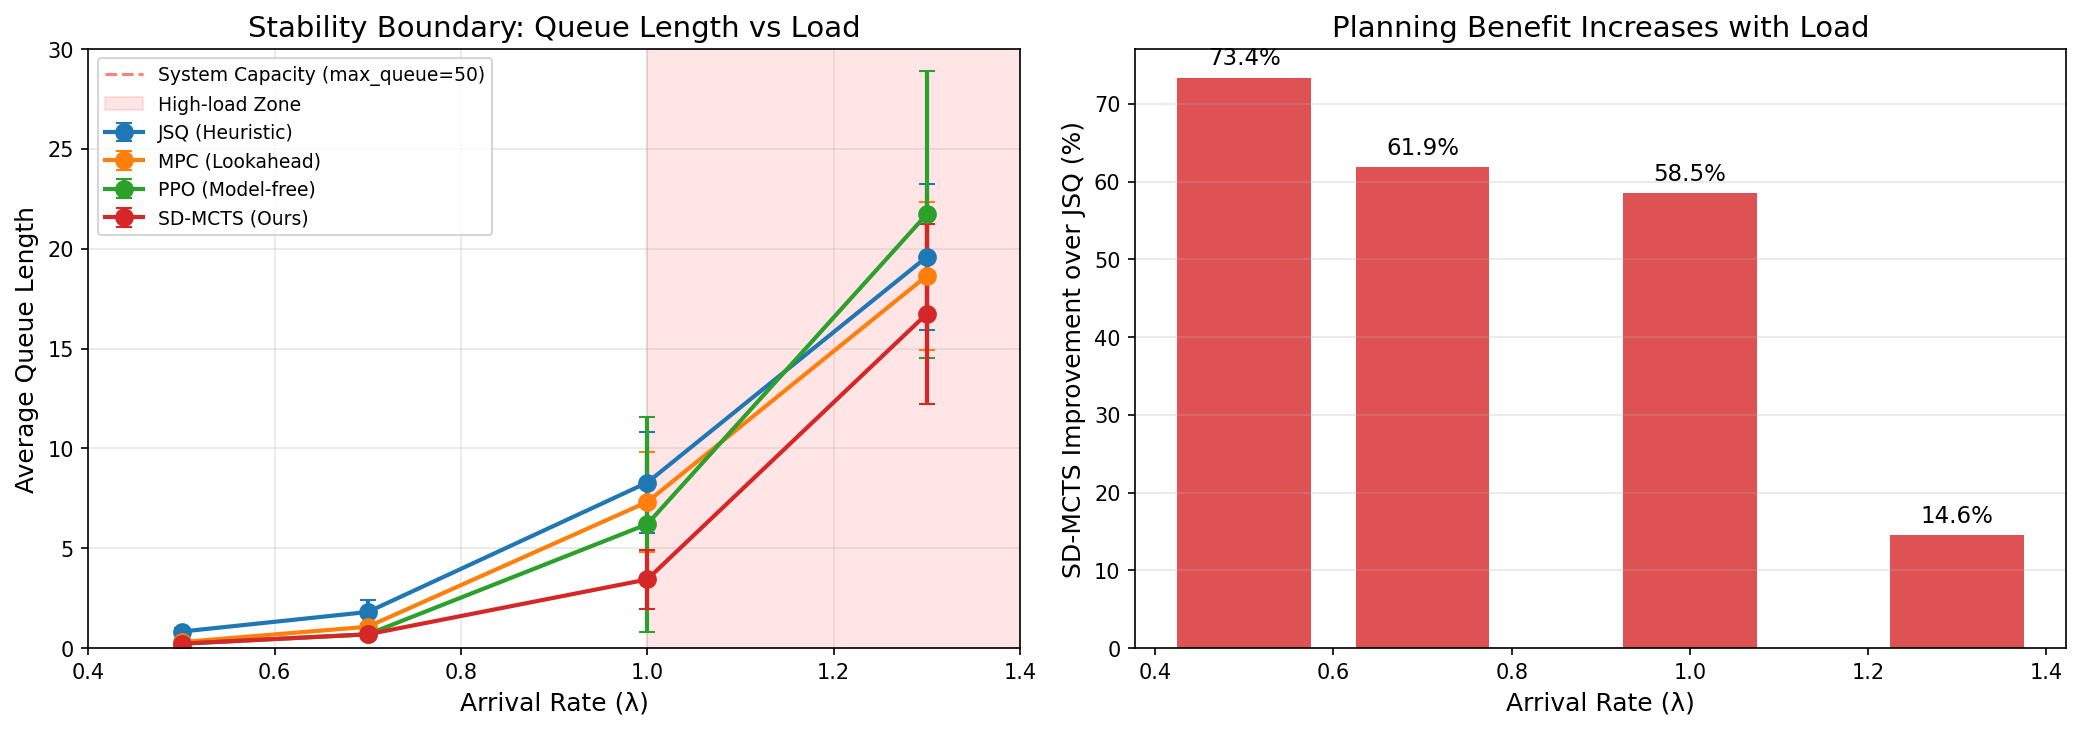 Stability Boundary: Queue Length vs Load
30
25
20
15
10
5
0
Average Queue Length
System Capacity (max_queue=50)
High-load Zone
JSQ (Heuristic)
MPC (Lookahead)
PPO (Model-free)
SD-MCTS (Ours)
0.4 0.6 0.8 1.0 1.2 1.4
Arrival Rate (λ)
Planning Benefit Increases with Load
70
60
50
40
30
20
10
0
SD-MCTS Improvement over JSQ (%)
73.4%
61.9%
58.5%
14.6%
0.4 0.6 0.8 1.0 1.2 1.4
Arrival Rate (λ)